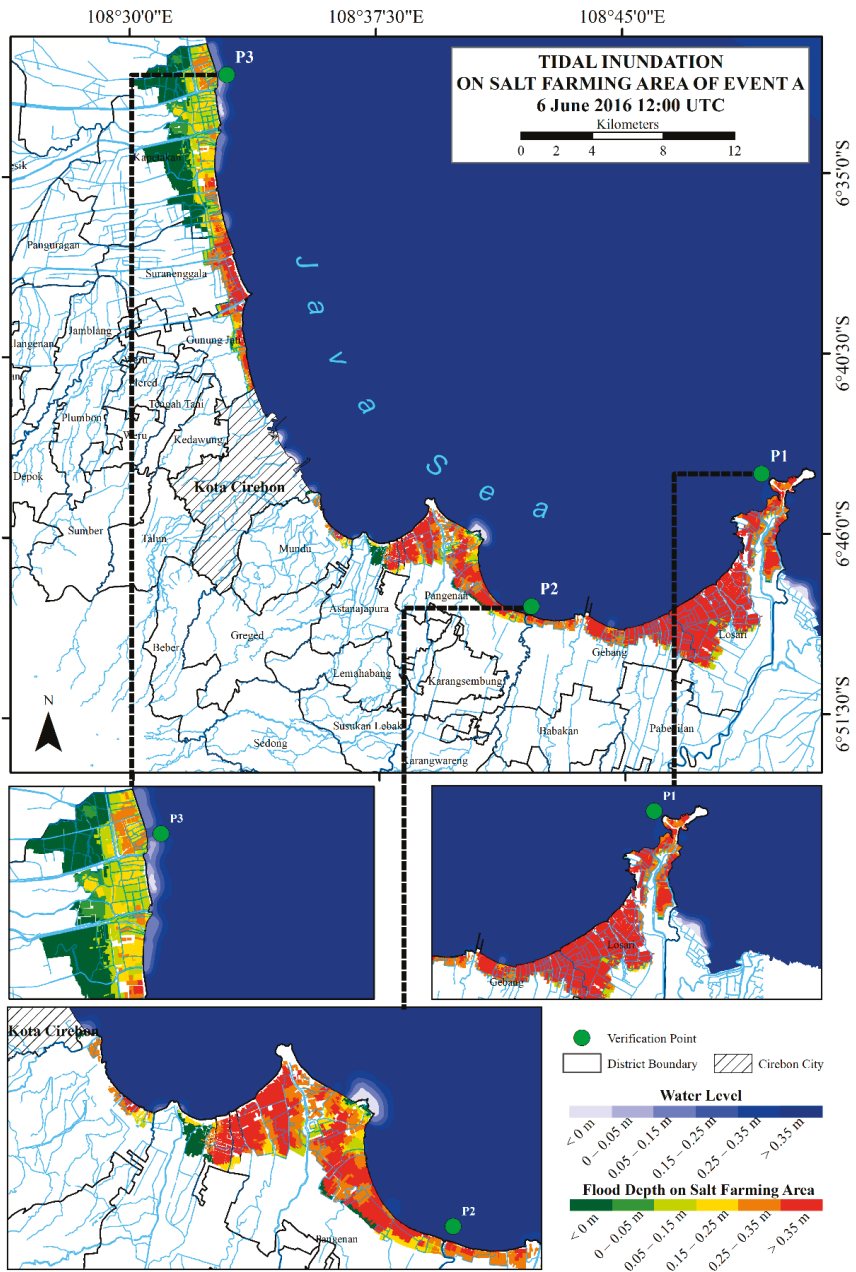 108°30'0"E 108°37'30"E 108°45'0"E
P3
TIDAL INUNDATION
ON SALT FARMING AREA OF EVENT A
6 June 2016 12:00 UTC
Kilometers
0 2 4 8 12
Kapetakan
6°35'0"S
Panguragan
Suranenggala
Java Sea
Jamblang
Gunung Jati
6°40'30"S
Tengah Tani
Plumbon
Weru
Kedawung
Depok
P1
Kota Cirebon
Sumber
Talun
Mundu
6°46'0"S
Astanajapura
Pangenan
P2
Beber
Greged
Gebang
Losari
Lemahabang
Karangsembung
N
Susukan Lebak
Babakan
Pabedilan
6°51'30"S
Sedong
Karangwareng
P3
P1
Losari
Gebang
Kota Cirebon
P2
Pangenan
Verification Point
District Boundary
Cirebon City
Water Level
< 0 m
0 – 0.05 m
0.05 – 0.15 m
0.15 – 0.25 m
0.25 – 0.35 m
> 0.35 m
Flood Depth on Salt Farming Area
< 0 m
0 – 0.05 m
0.05 – 0.15 m
0.15 – 0.25 m
0.25 – 0.35 m
> 0.35 m